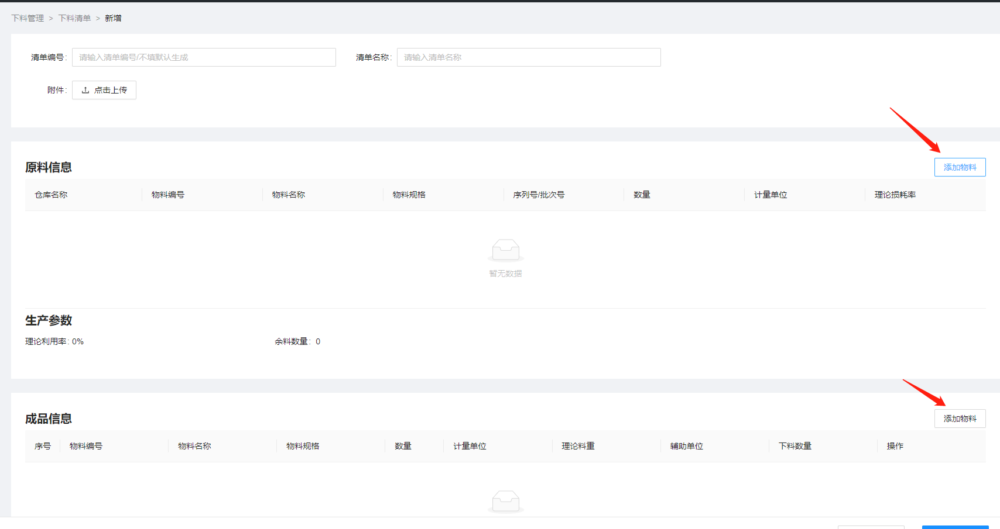 下料管理 > 下料清单 > 新增
清单编号: 请输入清单编号/不填默认生成 清单名称: 请输入清单名称
附件: 点击上传
原料信息 添加物料
仓库名称 物料编号 物料名称 物料规格 序列号/批次号 数量 计量单位 理论损耗率
暂无数据
生产参数
理论利用率: 0% 余料数量: 0
成品信息 添加物料
序号 物料编号 物料名称 物料规格 数量 计量单位 理论料重 辅助单位 下料数量 操作